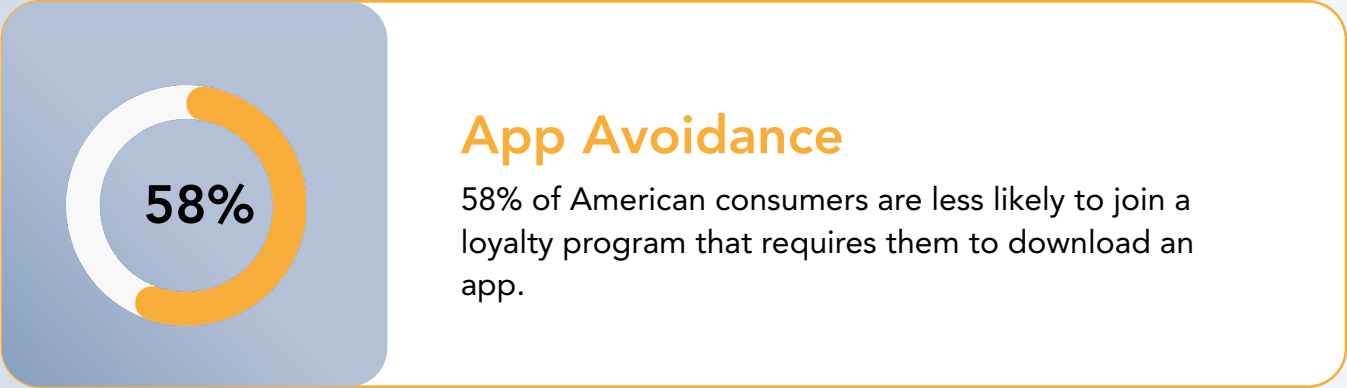 58%
App Avoidance
58% of American consumers are less likely to join a
loyalty program that requires them to download an
app.